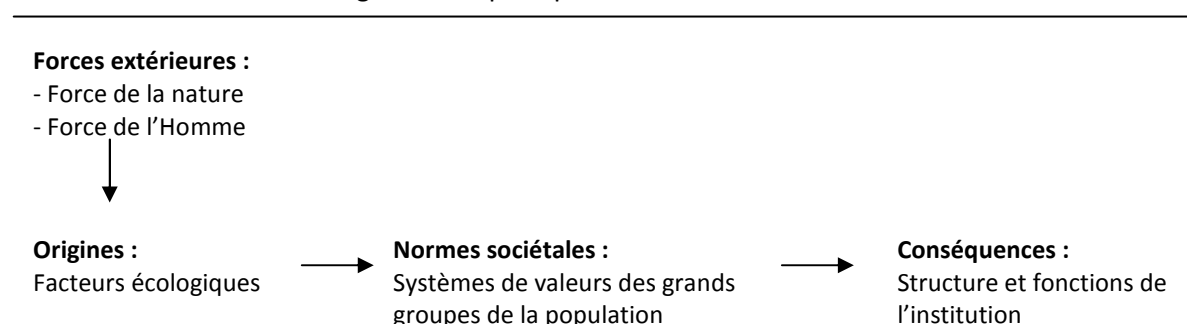 Forces extérieures :
- Force de la nature
- Force de l’Homme
Origines :
Facteurs écologiques
Normes sociétales :
Systèmes de valeurs des grands
groupes de la population
Conséquences :
Structure et fonctions de
l’institution